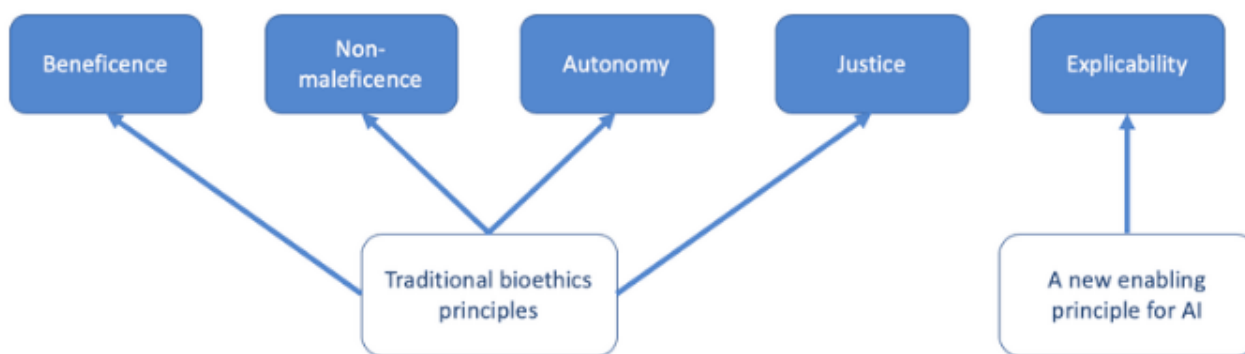 Beneficence
Non-
maleficence
Autonomy
Justice
Explicability
Traditional bioethics
principles
A new enabling
principle for AI